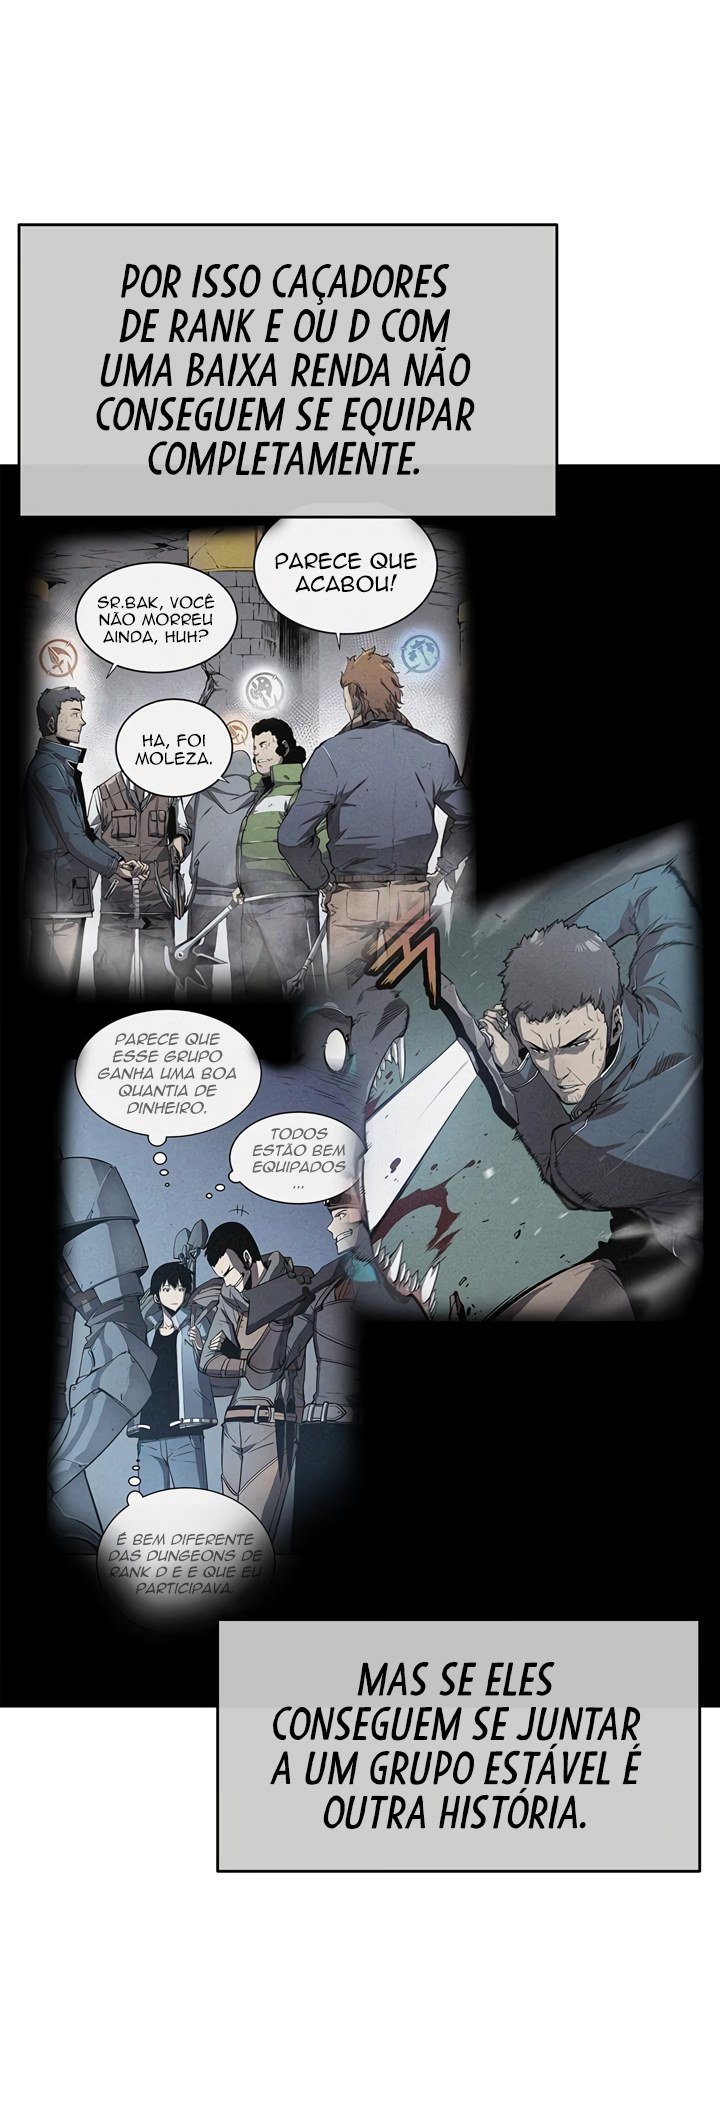 POR ISSO CAÇADORES
DE RANK E OU D COM
UMA BAIXA RENDA NÃO
CONSEGUEM SE EQUIPAR
COMPLETAMENTE.
PARECE QUE
ACABOU!
SR.BAK, VOCÊ
NÃO MORREU
AINDA, HUH?
HA, FOI
MOLEZA.
PARECE QUE
ESSE GRUPO
GANHA UMA BOA
QUANTIA DE
DINHEIRO.
TODOS
ESTÃO BEM
EQUIPADOS
...
É BEM DIFERENTE
DAS DUNGEONS DE
RANK D E E QUE EU
PARTICIPAVA.
MAS SE ELES
CONSEGUEM SE JUNTAR
A UM GRUPO ESTÁVEL É
OUTRA HISTÓRIA.